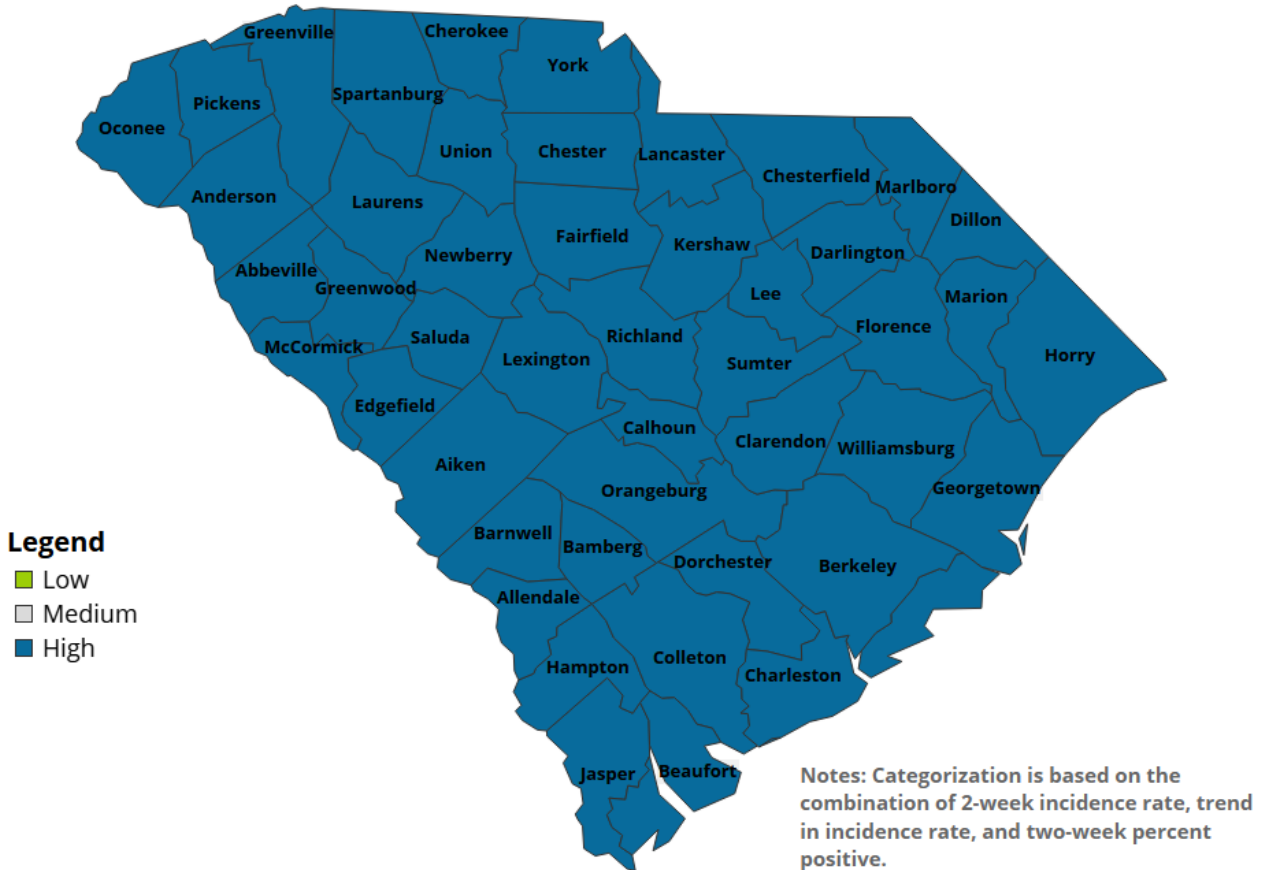 Greenville
Cherokee
York
Spartanburg
Pickens
Oconee
Union
Chester
Lancaster
Chesterfield
Marlboro
Anderson
Laurens
Dillon
Fairfield
Kershaw
Newberry
Darlington
Abbeville
Greenwood
Lee
Marion
Florence
Saluda
Richland
McCormick
Lexington
Sumter
Horry
Edgefield
Calhoun
Clarendon
Williamsburg
Aiken
Orangeburg
Georgetown
Barnwell
Bamberg
Dorchester
Berkeley
Allendale
Hampton
Colleton
Charleston
Jasper
Beaufort
Legend
Low
Medium
High
Notes: Categorization is based on the
combination of 2-week incidence rate, trend
in incidence rate, and two-week percent
positive.